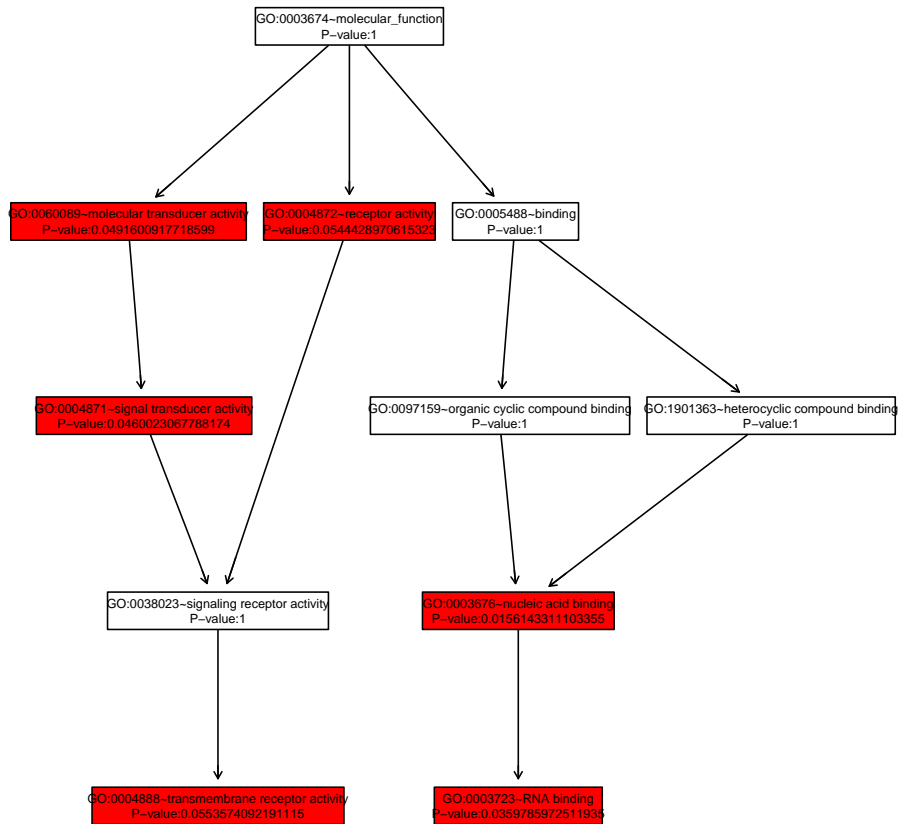 GO:0003674~molecular_function
P−value:1
GO:0060089~molecular transducer activity
P−value:0.0491600917718599
GO:0004872~receptor activity
P−value:0.0544428970615323
GO:0005488~binding
P−value:1
GO:0004871~signal transducer activity
P−value:0.0460023067788174
GO:0097159~organic cyclic compound binding
P−value:1
GO:1901363~heterocyclic compound binding
P−value:1
GO:0038023~signaling receptor activity
P−value:1
GO:0003676~nucleic acid binding
P−value:0.0156143311103355
GO:0004888~transmembrane receptor activity
P−value:0.0553574092191115
GO:0003723~RNA binding
P−value:0.0359785972511935